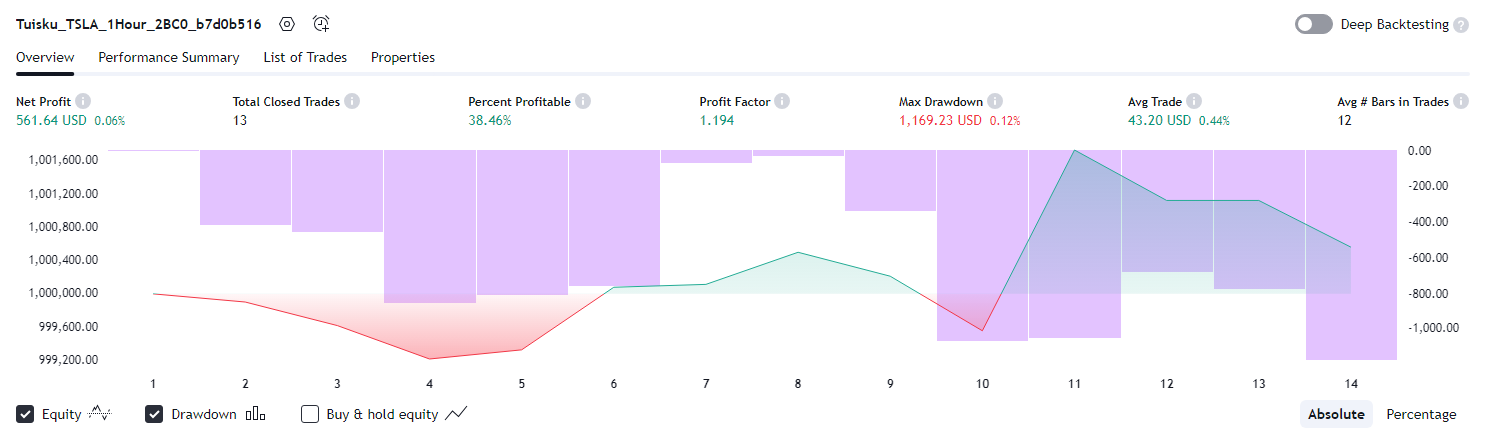 Tuisku_TSLA_1Hour_2BC0_b7d0b516 Deep Backtesting ?
Overview Performance Summary List of Trades Properties
Net Profit i Total Closed Trades i Percent Profitable i Profit Factor i Max Drawdown i Avg Trade i Avg # Bars in Trades i
561.64 USD 0.06% 13 38.46% 1.194 1,169.23 USD 0.12% 43.20 USD 0.44% 12
1,001,600.00 0.00
1,001,200.00 -200.00
1,000,800.00 -400.00
1,000,400.00 -600.00
1,000,000.00 -800.00
999,600.00 -1,000.00
999,200.00
1 2 3 4 5 6 7 8 9 10 11 12 13 14
Equity Drawdown Buy & hold equity Absolute Percentage